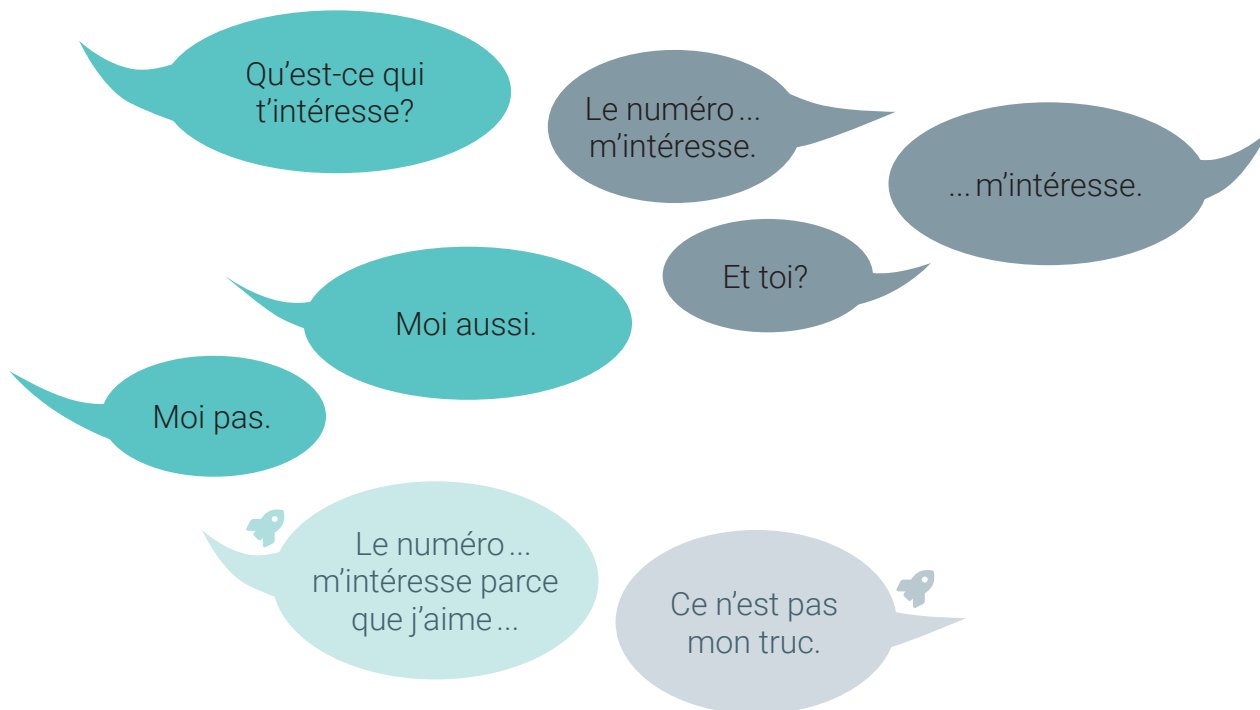 Qu’est-ce qui
t’intéresse?
Le numéro ...
m’intéresse.
... m’intéresse.
Et toi?
Moi aussi.
Moi pas.
Le numéro ...
m’intéresse parce
que j’aime ...
Ce n’est pas
mon truc.